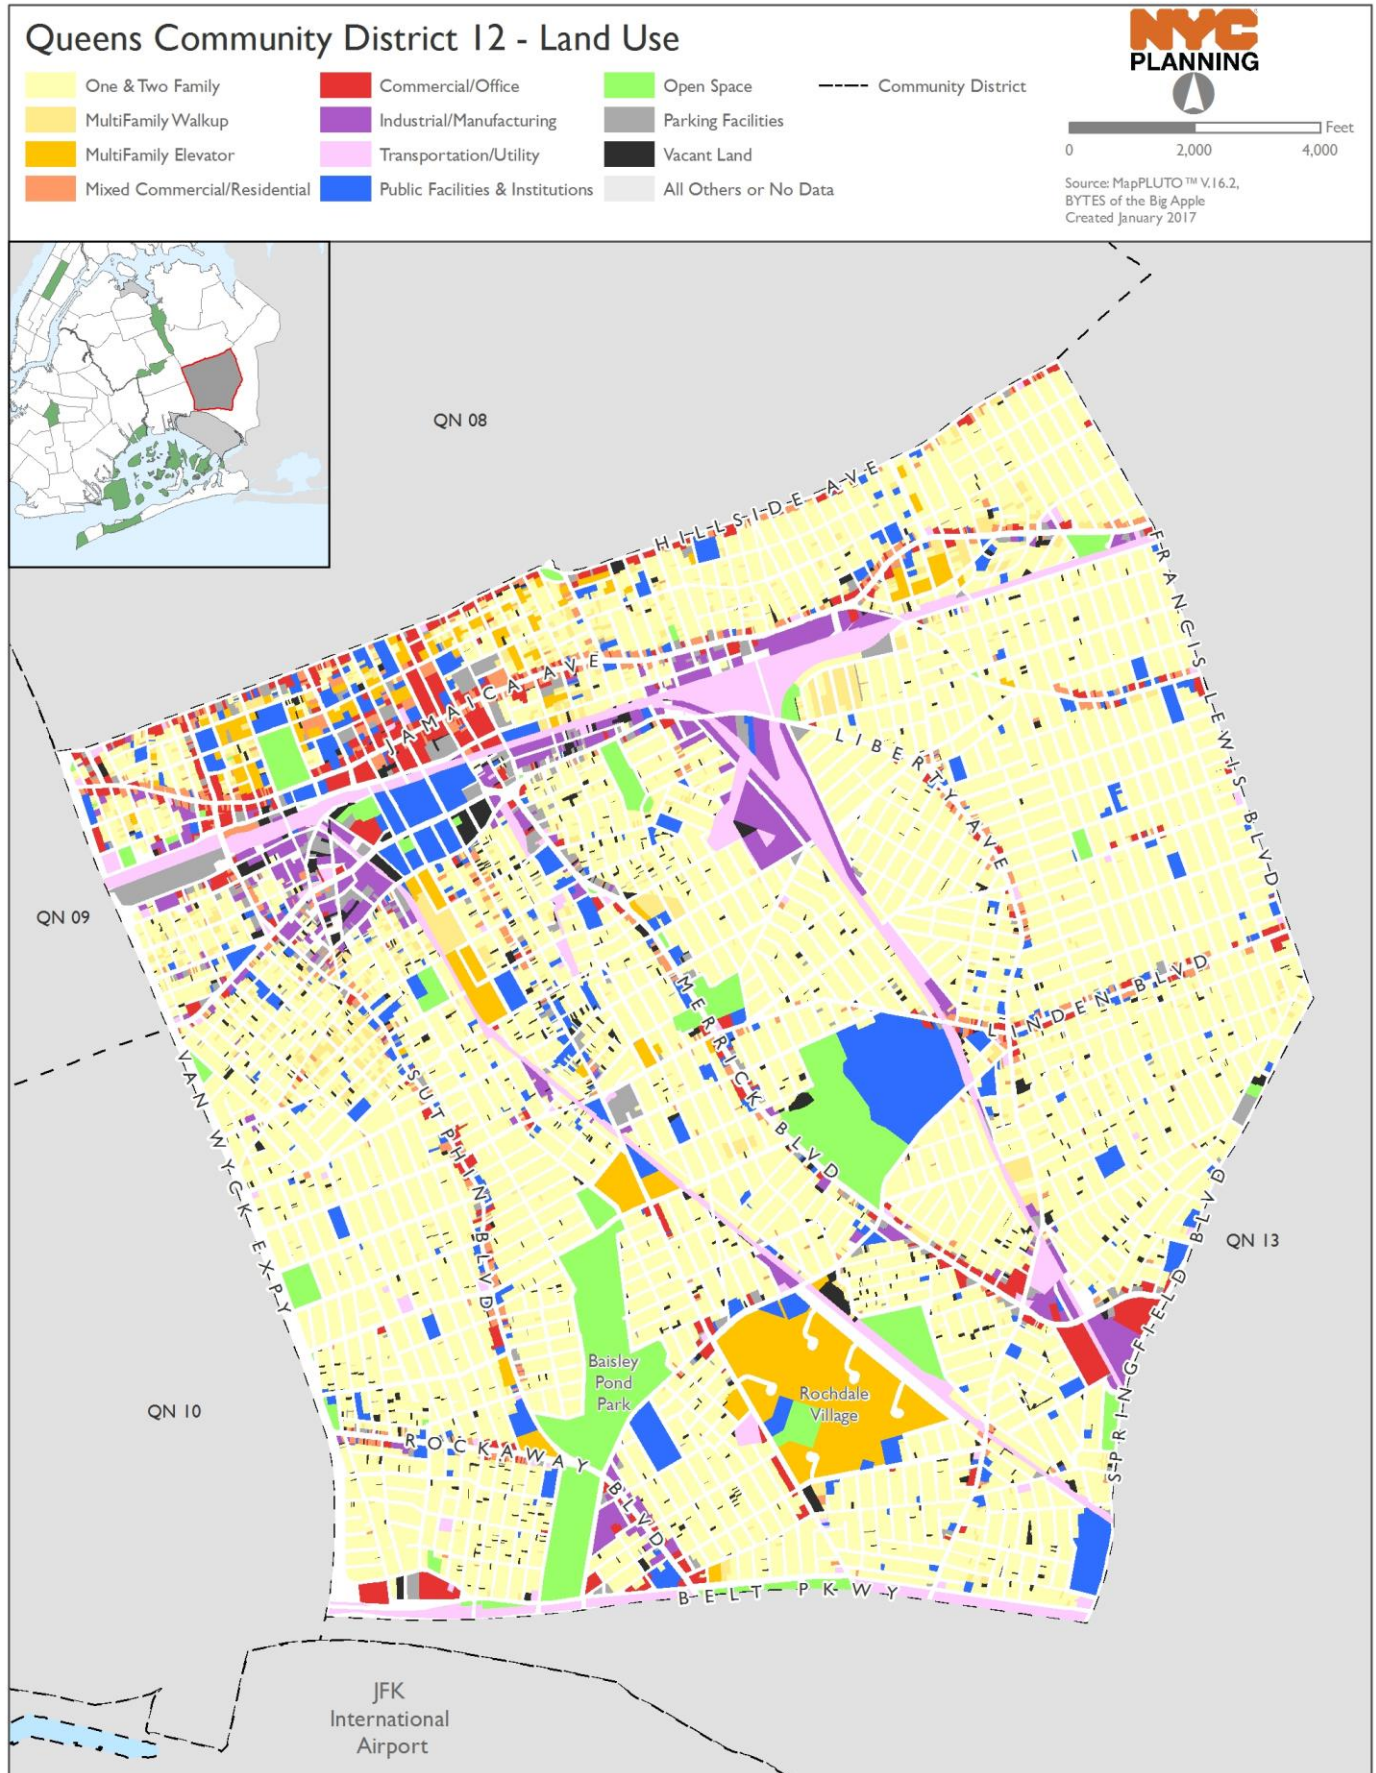 Queens Community District 12 - Land Use
NYC
PLANNING
One & Two Family
MultiFamily Walkup
MultiFamily Elevator
Mixed Commercial/Residential
Commercial/Office
Industrial/Manufacturing
Transportation/Utility
Public Facilities & Institutions
Open Space
Parking Facilities
Vacant Land
All Others or No Data
Community District
Feet
0 2,000 4,000
Source: MapPLUTO™ V.16.2,
BYTES of the Big Apple
Created January 2017
QN 08
HILLSIDE AVE
FRANCIS LEWIS BLVD
JAMAICA AVE
LIBERTY AVE
QN 09
LINDEN BLVD
MERRICK BLVD
VAN WYCK EXPY
SUTPHIN BLVD
QN 13
SPRINGFIELD BLVD
Baisley
Pond
Park
Rochdale
Village
QN 10
ROCKAWAY BLVD
BELT PKWY
JFK
International
Airport